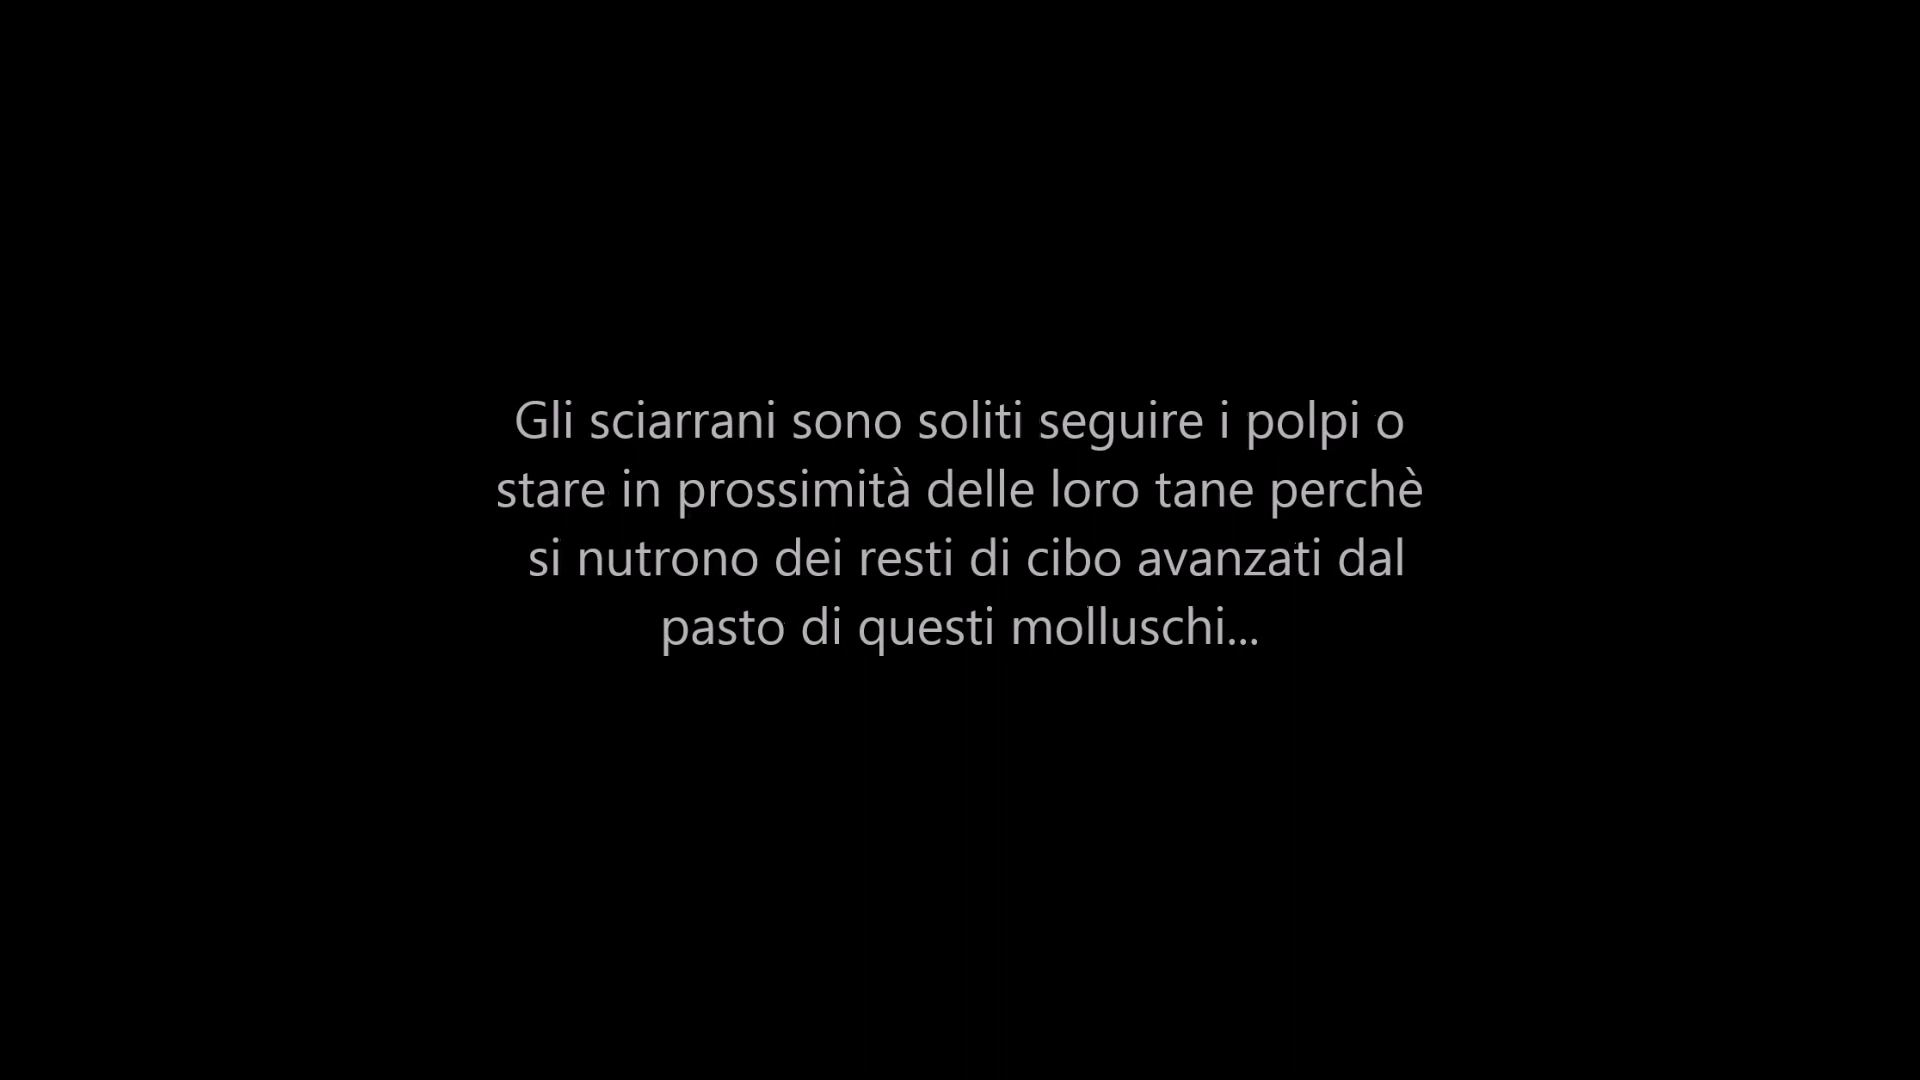 Gli sciarrani sono soliti seguire i polpi o
stare in prossimità delle loro tane perchè
si nutrono dei resti di cibo avanzati dal
pasto di questi molluschi...